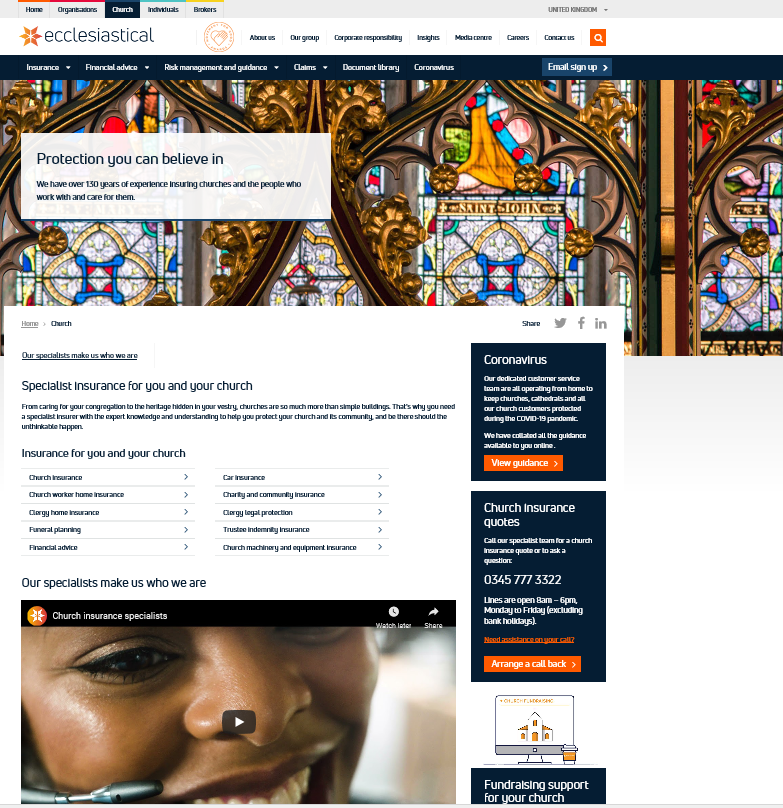 Home Organisations Church Individuals Brokers UNITED KINGDOM
ecclesiastical
About us Our group Corporate responsibility Insights Media centre Careers Contact us
Insurance Financial advice Risk management and guidance Claims Document library Coronavirus Email sign up
Protection you can believe in
We have over 130 years of experience insuring churches and the people who
work with and care for them.
SAINT JOHN
Home > Church
Share
Our specialists make us who we are
Specialist insurance for you and your church
From caring for your congregation to the heritage hidden in your vestry, churches are so much more than simple buildings. That's why you need
a specialist insurer with the expert knowledge and understanding to help you protect your church and its community, and be there should the
unthinkable happen.
Insurance for you and your church
Church insurance
Car insurance
Church worker home insurance
Charity and community insurance
Clergy home insurance
Clergy legal protection
Funeral planning
Trustee indemnity insurance
Financial advice
Church machinery and equipment insurance
Our specialists make us who we are
Church insurance specialists
Watch later Share
Coronavirus
Our dedicated customer service
team are all operating from home to
keep churches, cathedrals and all
our church customers protected
during the COVID-19 pandemic.
We have collated all the guidance
available to you online .
View guidance
Church insurance
quotes
Call our specialist team for a church
insurance quote or to ask a
question:
0345 777 3322
Lines are open 8am – 6pm,
Monday to Friday (excluding
bank holidays).
Need assistance on your call?
Arrange a call back
CHURCH FUNDRAISING
Fundraising support
for your church